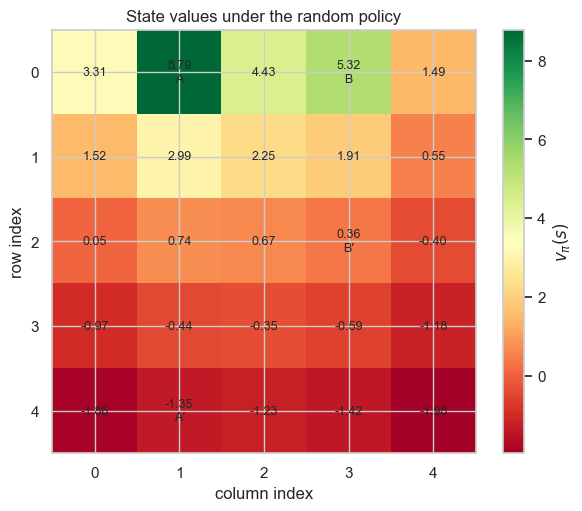 State values under the random policy
0 3.31 8.79 4.43 5.32 1.49
A B
1 1.52 2.99 2.25 1.91 0.55
2 0.05 0.74 0.67 0.36 -0.40
B'
3 -0.97 -0.44 -0.35 -0.59 -1.18
4 -1.35 -1.23 -1.42
A'
0 1 2 3 4
column index
row index
8
6
4
2
0
vπ(s)